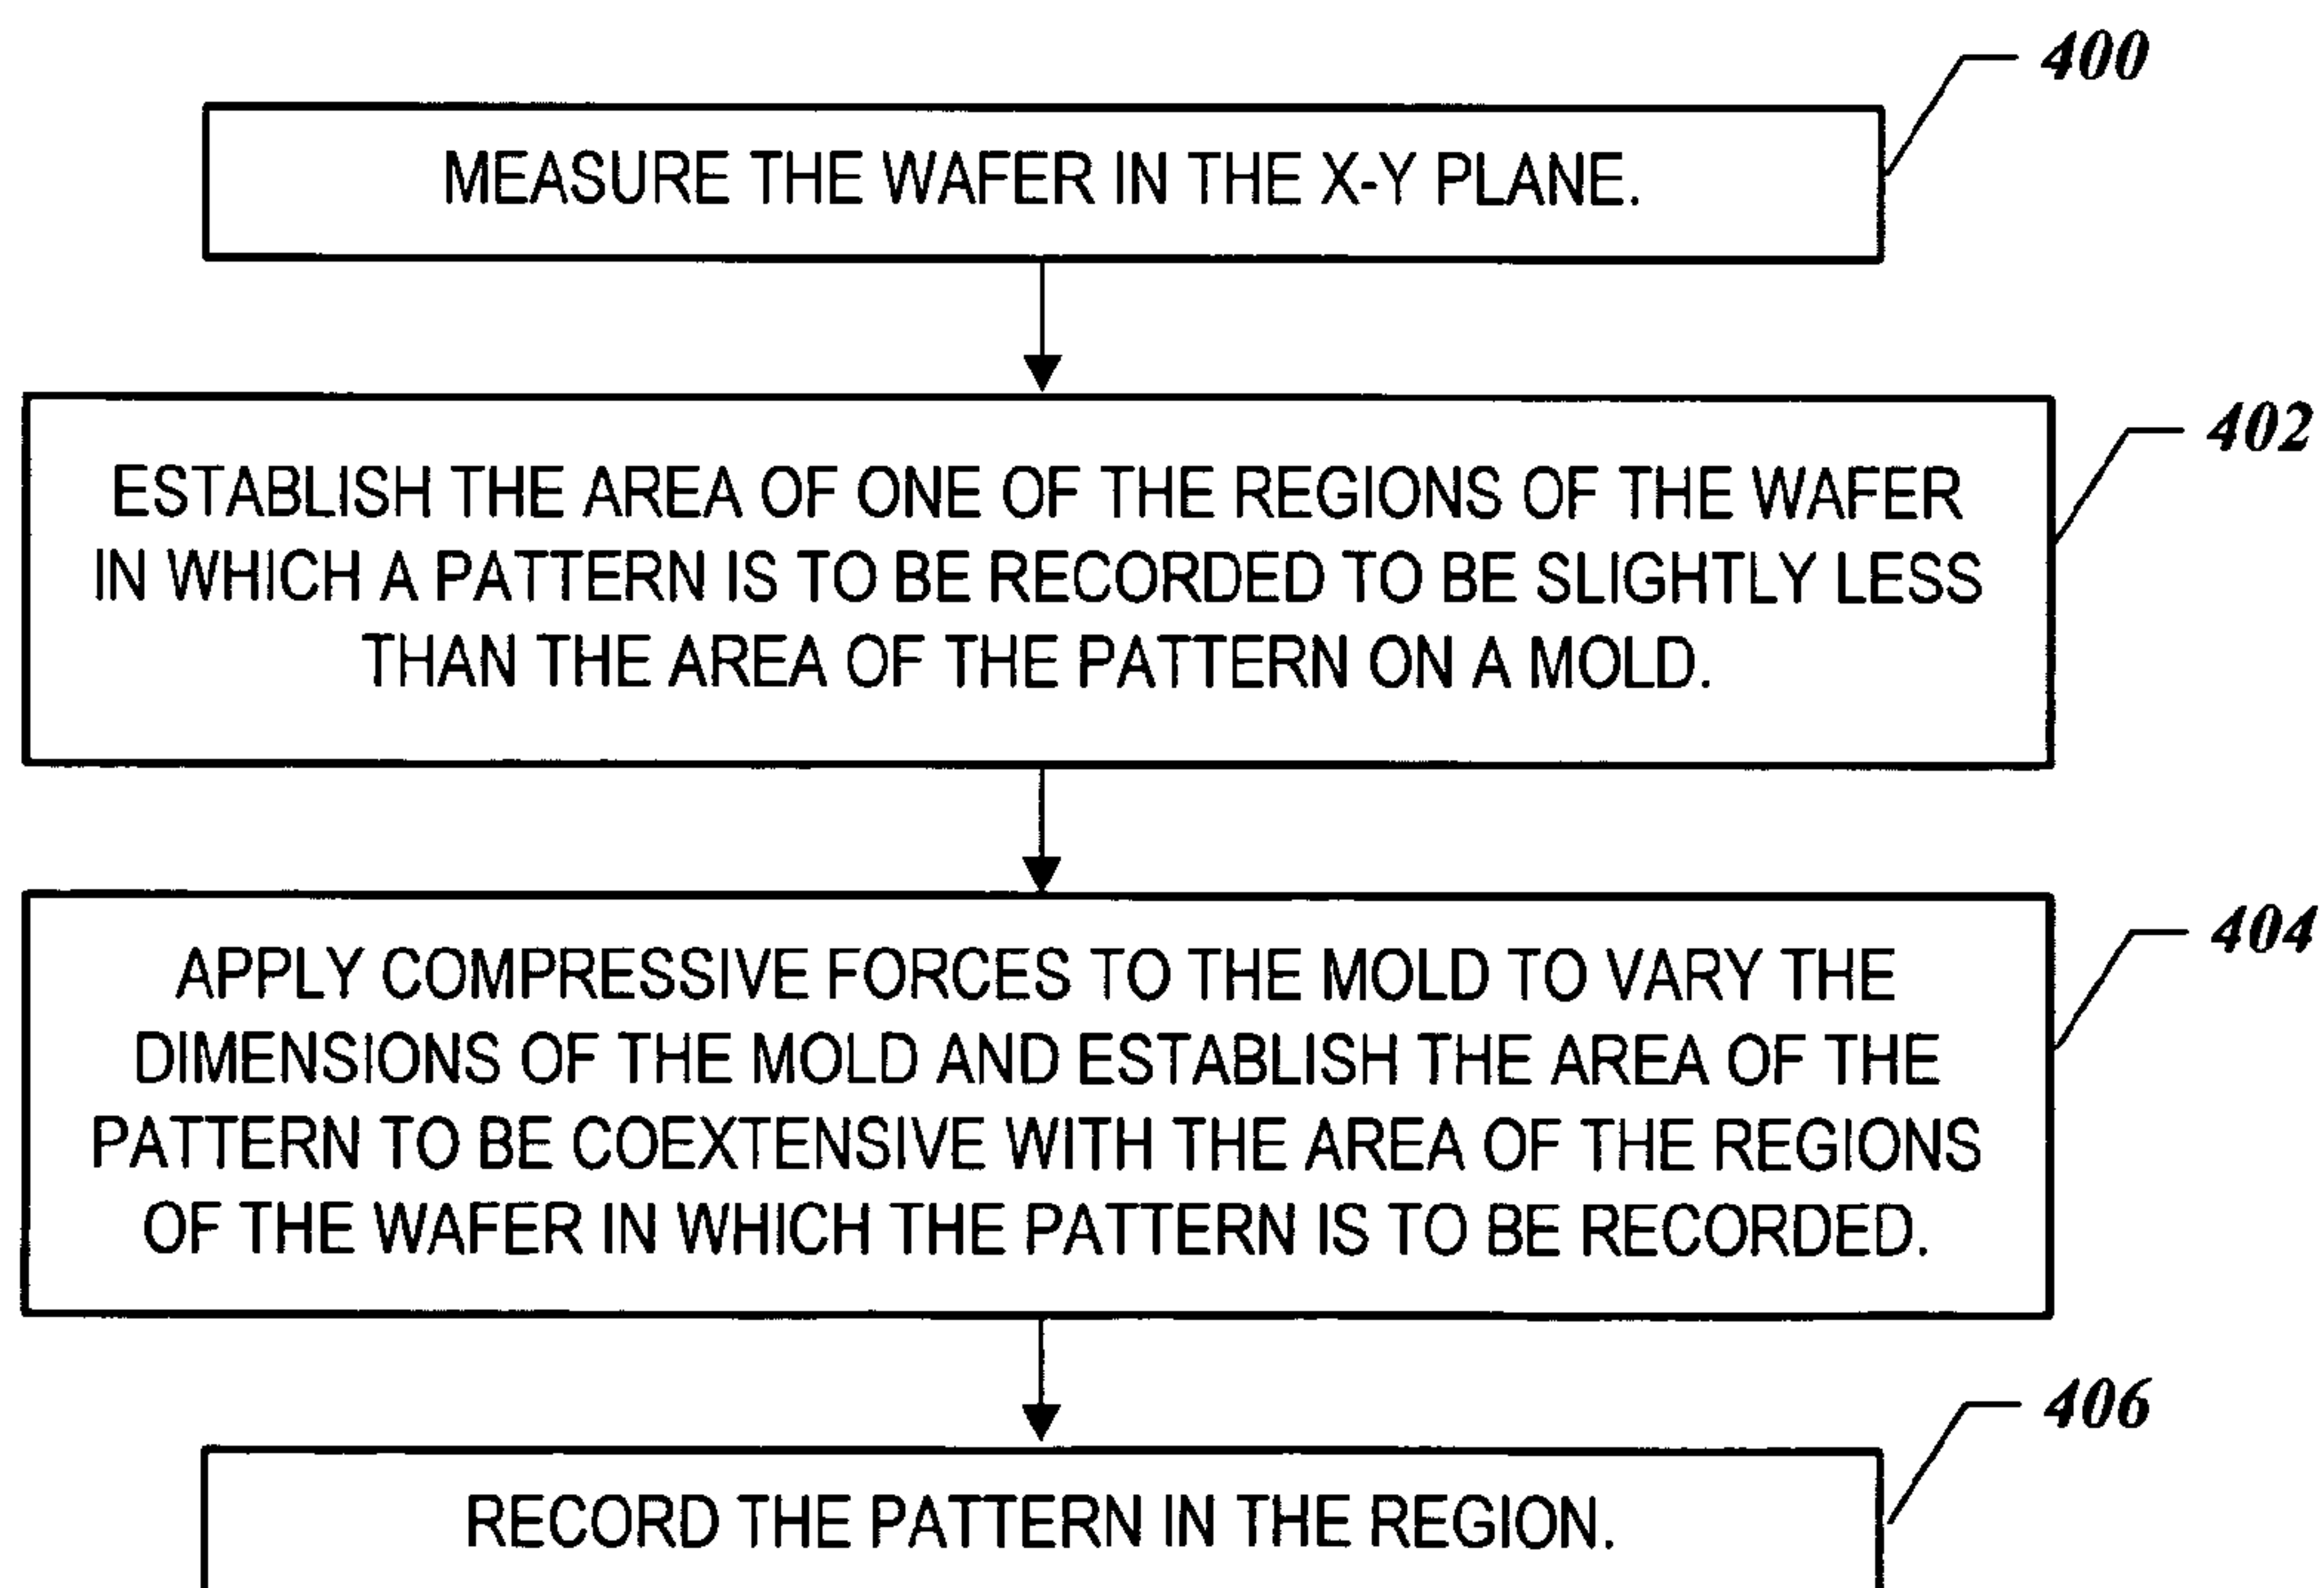 400
MEASURE THE WAFER IN THE X-Y PLANE.
402
ESTABLISH THE AREA OF ONE OF THE REGIONS OF THE WAFER
IN WHICH A PATTERN IS TO BE RECORDED TO BE SLIGHTLY LESS
THAN THE AREA OF THE PATTERN ON A MOLD.
404
APPLY COMPRESSIVE FORCES TO THE MOLD TO VARY THE
DIMENSIONS OF THE MOLD AND ESTABLISH THE AREA OF THE
PATTERN TO BE COEXTENSIVE WITH THE AREA OF THE REGIONS
OF THE WAFER IN WHICH THE PATTERN IS TO BE RECORDED.
406
RECORD THE PATTERN IN THE REGION.